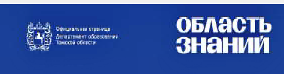 Официальная страница
Департамент образования
Томской области
ОБЛАСТЬ
ЗНАНИЙ